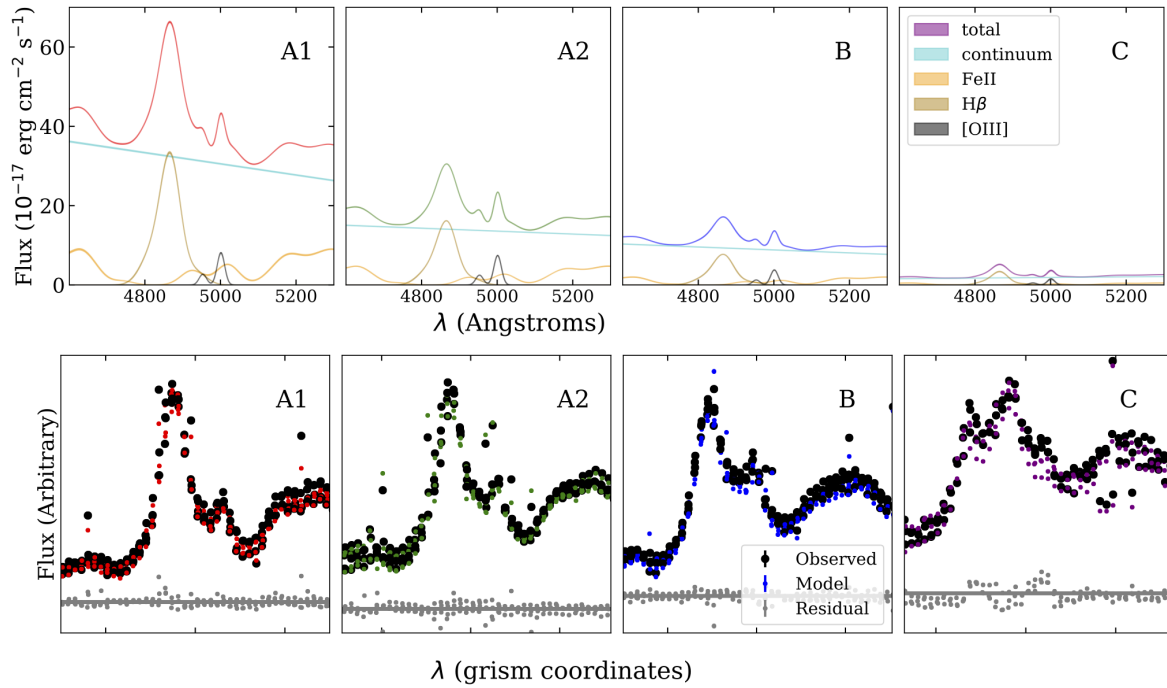 Flux (10⁻¹⁷ erg cm⁻² s⁻¹)
60
40
20
0
A1
A2
B
C
total
continuum
FeII
Hβ
[OIII]
4800 5000 5200
4800 5000 5200
4800 5000 5200
4800 5000 5200
λ (Angstroms)
Flux (Arbitrary)
A1
A2
B
C
Observed
Model
Residual
λ (grism coordinates)